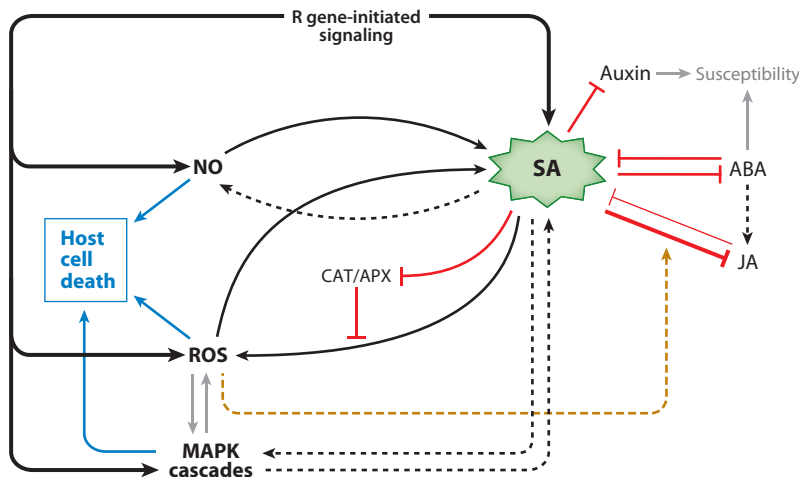 R gene-initiated
signaling
Auxin
Susceptibility
NO
SA
ABA
Host
cell
death
CAT/APX
JA
ROS
MAPK
cascades